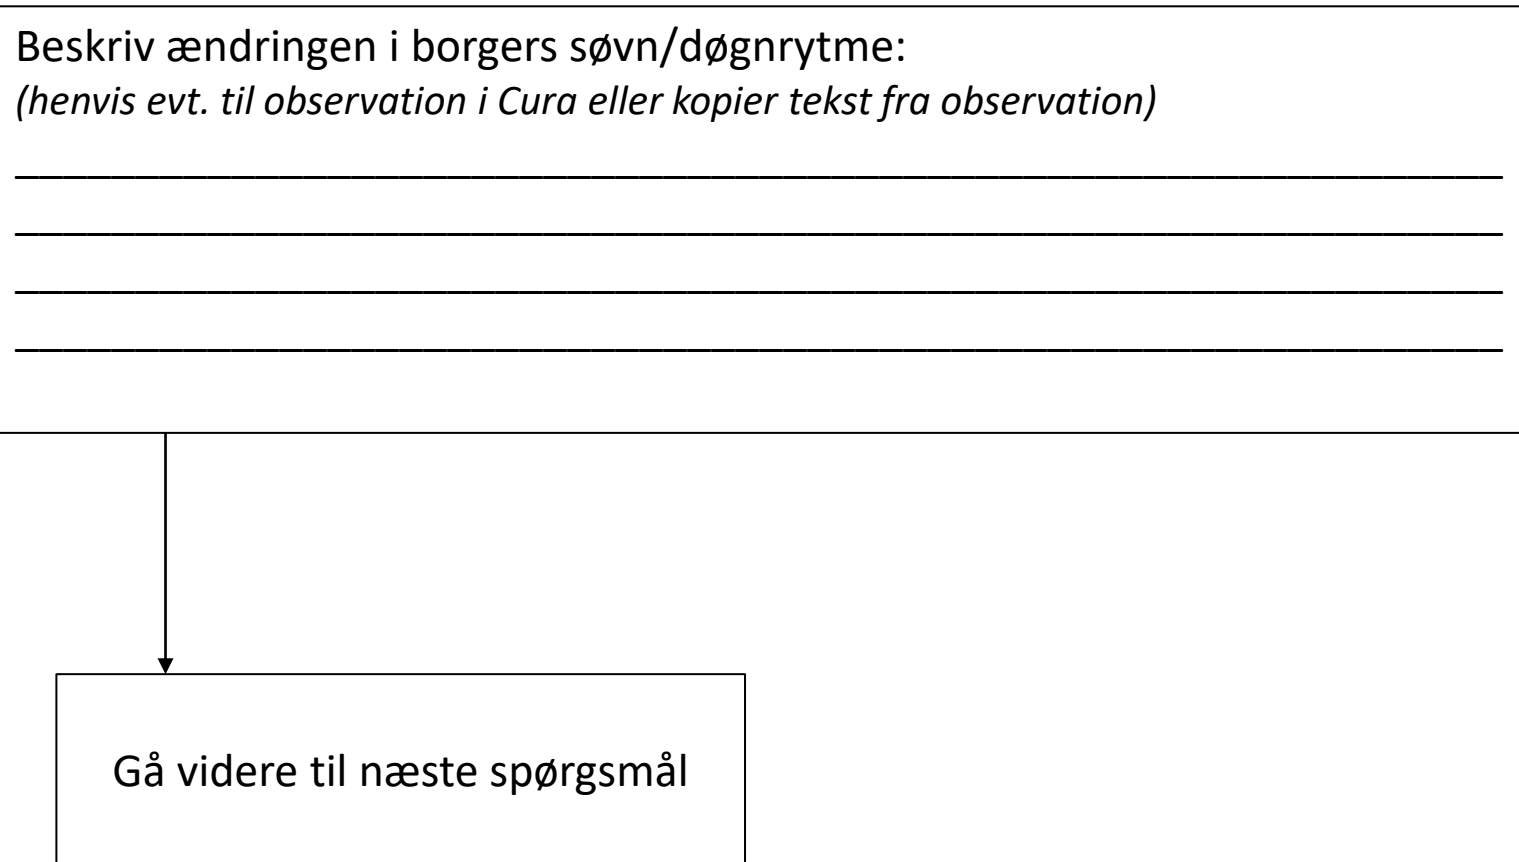 Beskriv ændringen i borgers søvn/døgnrytme:
(henvis evt. til observation i Cura eller kopier tekst fra observation)
Gå videre til næste spørgsmål